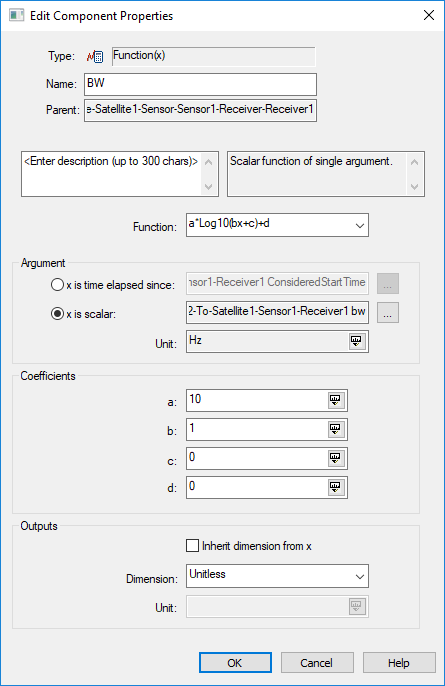 Edit Component Properties
Type: Function(x)
Name: BW
Parent: e-Satellite1-Sensor-Sensor1-Receiver-Receiver1
<Enter description (up to 300 chars)> Scalar function of single argument.
Function: a*Log10(bx+c)+d
Argument
x is time elapsed since: nsor1-Receiver1 ConsideredStartTime ...
x is scalar: 2-To-Satellite1-Sensor1-Receiver1 bw ...
Unit: Hz
Coefficients
a: 10
b: 1
c: 0
d: 0
Outputs
Inherit dimension from x
Dimension: Unitless
Unit:
OK Cancel Help